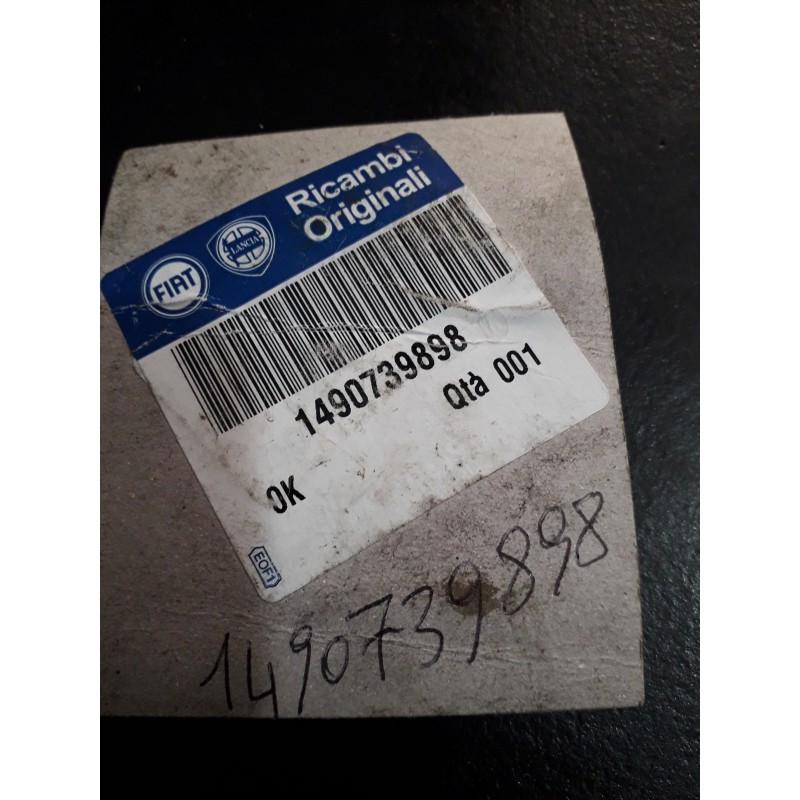 Ricambi
Originali
FIAT
LANCIA
1490739898
Qtà 001
OK
EOF1
1490739898